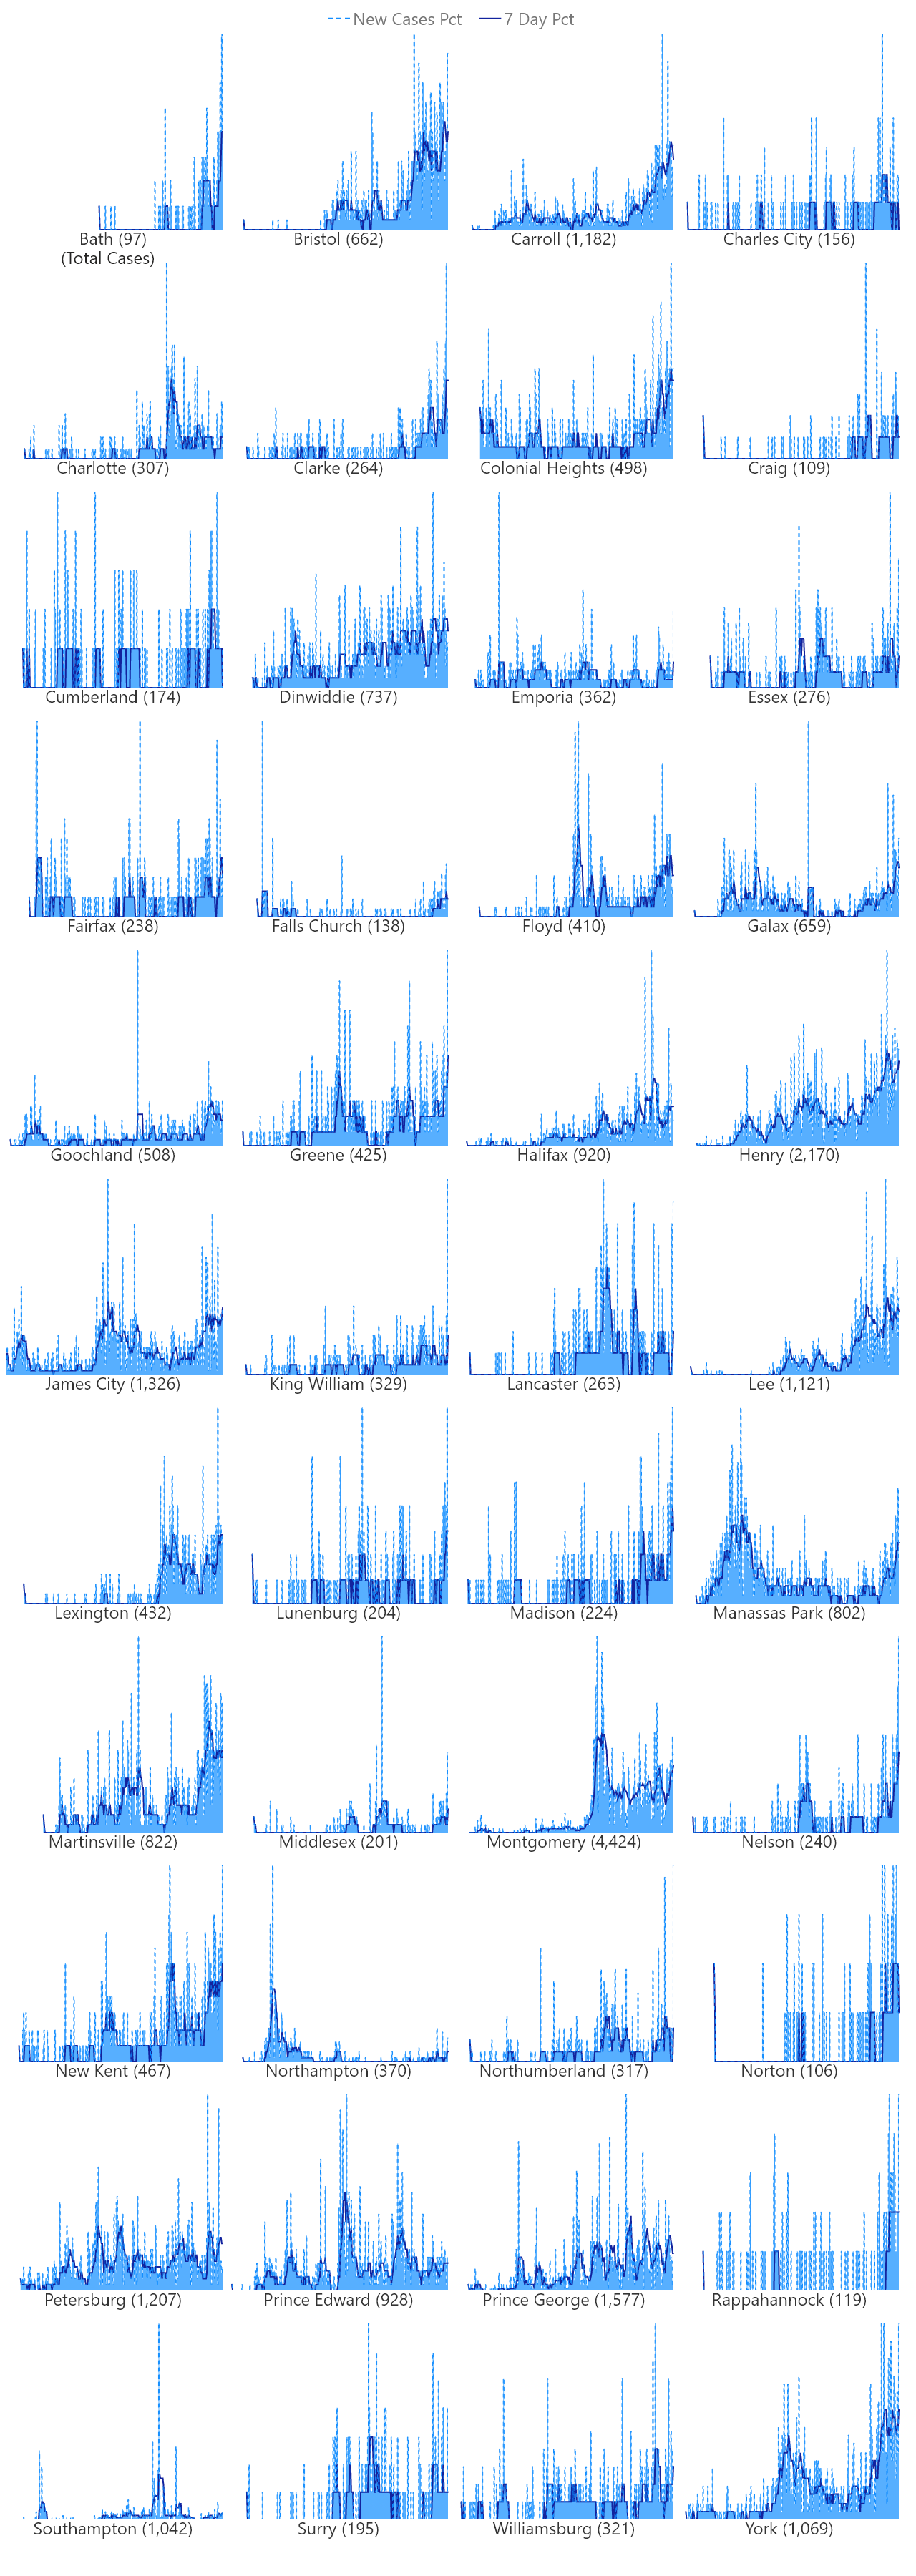 New Cases Pct 7 Day Pct
Bath (97) Bristol (662) Carroll (1,182) Charles City (156)
(Total Cases)
Charlotte (307) Clarke (264) Colonial Heights (498) Craig (109)
Cumberland (174) Dinwiddie (737) Emporia (362) Essex (276)
Fairfax (238) Falls Church (138) Floyd (410) Galax (659)
Goochland (508) Greene (425) Halifax (920) Henry (2,170)
James City (1,326) King William (329) Lancaster (263) Lee (1,121)
Lexington (432) Lunenburg (204) Madison (224) Manassas Park (802)
Martinsville (822) Middlesex (201) Montgomery (4,424) Nelson (240)
New Kent (467) Northampton (370) Northumberland (317) Norton (106)
Petersburg (1,207) Prince Edward (928) Prince George (1,577) Rappahannock (119)
Southampton (1,042) Surry (195) Williamsburg (321) York (1,069)